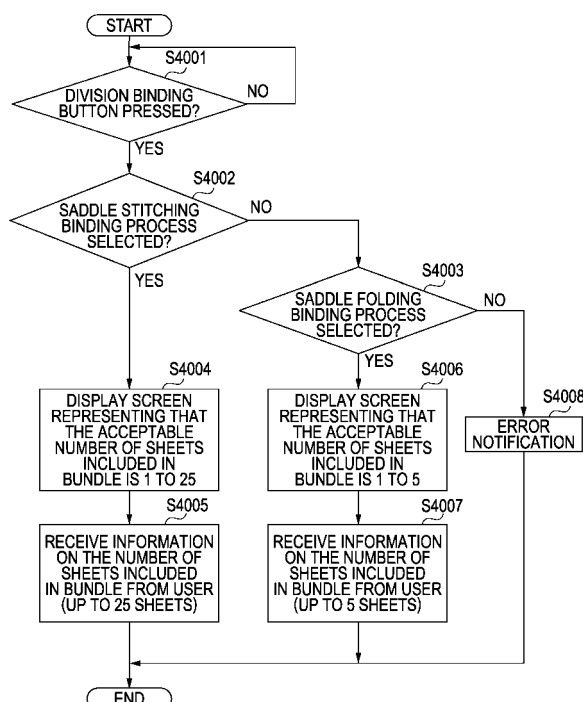 START
S4001
DIVISION BINDING
BUTTON PRESSED?
NO
YES
S4002
SADDLE STITCHING
BINDING PROCESS
SELECTED?
NO
YES
S4003
SADDLE FOLDING
BINDING PROCESS
SELECTED?
NO
YES
S4004
DISPLAY SCREEN
REPRESENTING THAT
THE ACCEPTABLE
NUMBER OF SHEETS
INCLUDED IN
BUNDLE IS 1 TO 25
S4006
DISPLAY SCREEN
REPRESENTING THAT
THE ACCEPTABLE
NUMBER OF SHEETS
INCLUDED IN
BUNDLE IS 1 TO 5
S4008
ERROR
NOTIFICATION
S4005
RECEIVE INFORMATION
ON THE NUMBER OF
SHEETS INCLUDED
IN BUNDLE FROM USER
(UP TO 25 SHEETS)
S4007
RECEIVE INFORMATION
ON THE NUMBER OF
SHEETS INCLUDED
IN BUNDLE FROM USER
(UP TO 5 SHEETS)
END